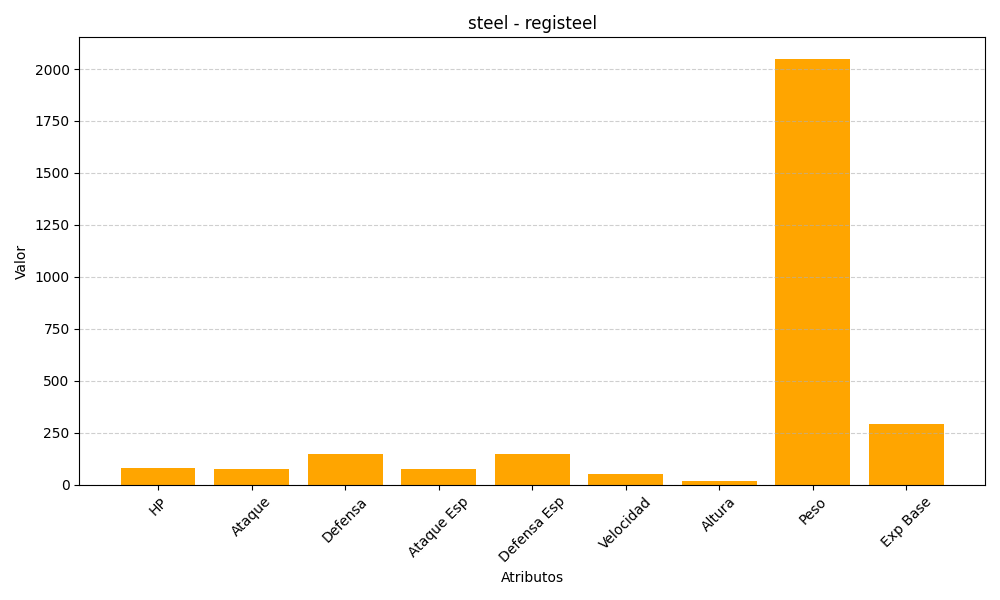 steel - registeel
Valor
2000
1750
1500
1250
1000
750
500
250
0
HP
Ataque
Defensa
Ataque Esp
Defensa Esp
Velocidad
Altura
Peso
Exp Base
Atributos